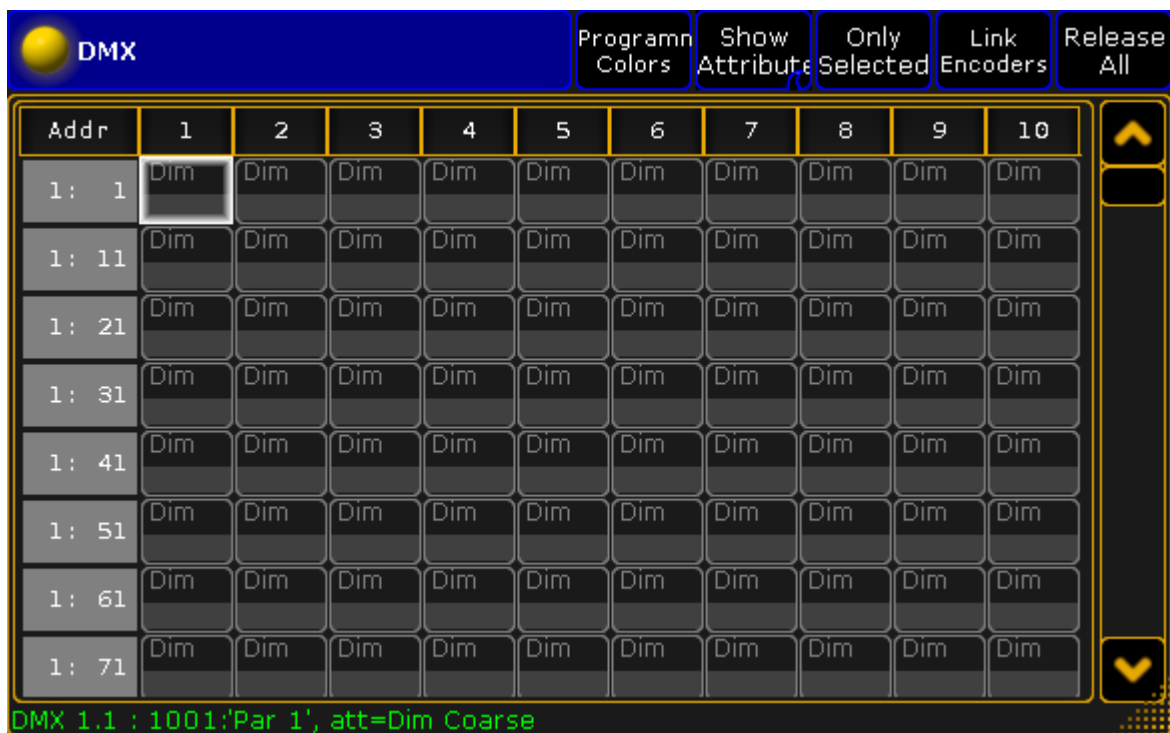 DMX
Programn Colors
Show Attribute
Only Selected
Link Encoders
Release All
Addr 1 2 3 4 5 6 7 8 9 10
1: 1 Dim Dim Dim Dim Dim Dim Dim Dim Dim Dim
1: 11 Dim Dim Dim Dim Dim Dim Dim Dim Dim Dim
1: 21 Dim Dim Dim Dim Dim Dim Dim Dim Dim Dim
1: 31 Dim Dim Dim Dim Dim Dim Dim Dim Dim Dim
1: 41 Dim Dim Dim Dim Dim Dim Dim Dim Dim Dim
1: 51 Dim Dim Dim Dim Dim Dim Dim Dim Dim Dim
1: 61 Dim Dim Dim Dim Dim Dim Dim Dim Dim Dim
1: 71 Dim Dim Dim Dim Dim Dim Dim Dim Dim Dim
DMX 1.1 : 1001:'Par 1', att=Dim Coarse